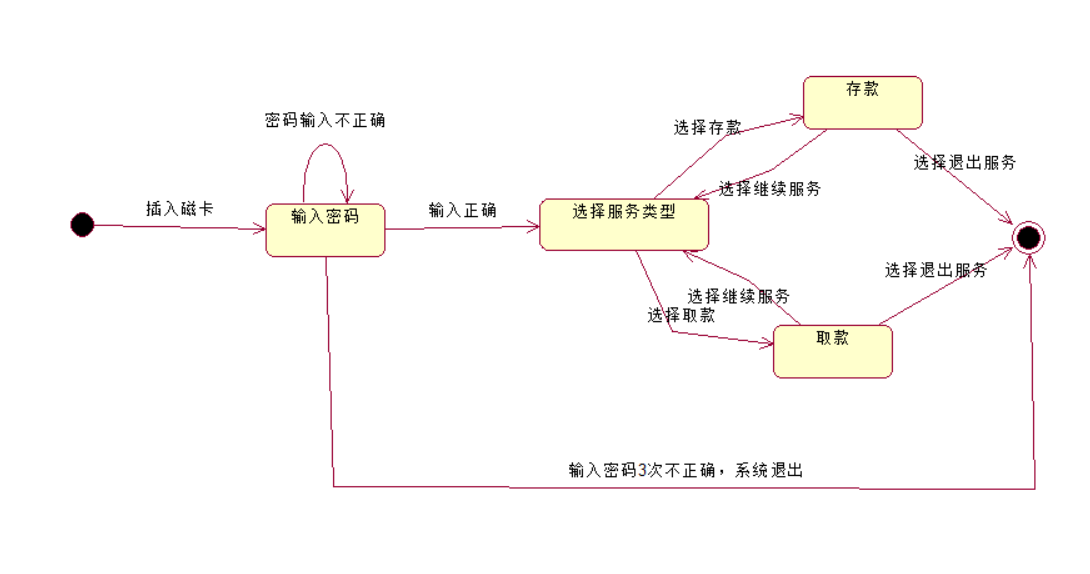 存款
密码输入不正确
选择存款
选择退出服务
选择继续服务
插入磁卡
输入密码
输入正确
选择服务类型
选择退出服务
选择继续服务
选择取款
取款
输入密码3次不正确，系统退出